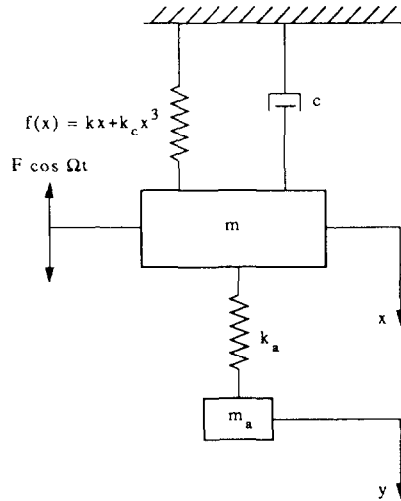 c
f(x) = kx+k_c x^3
F cos Ωt
m
x
k_a
m_a
y